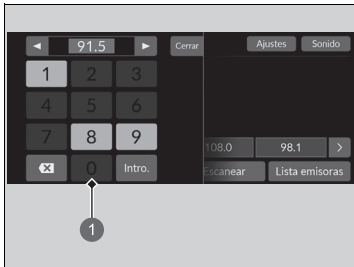 ◄ 91.5 ► Cerrar Ajustes Sonido
1 2 3
4 5 6
7 8 9 108.0 98.1 >
0 Intro. Escanear Lista emisoras
1